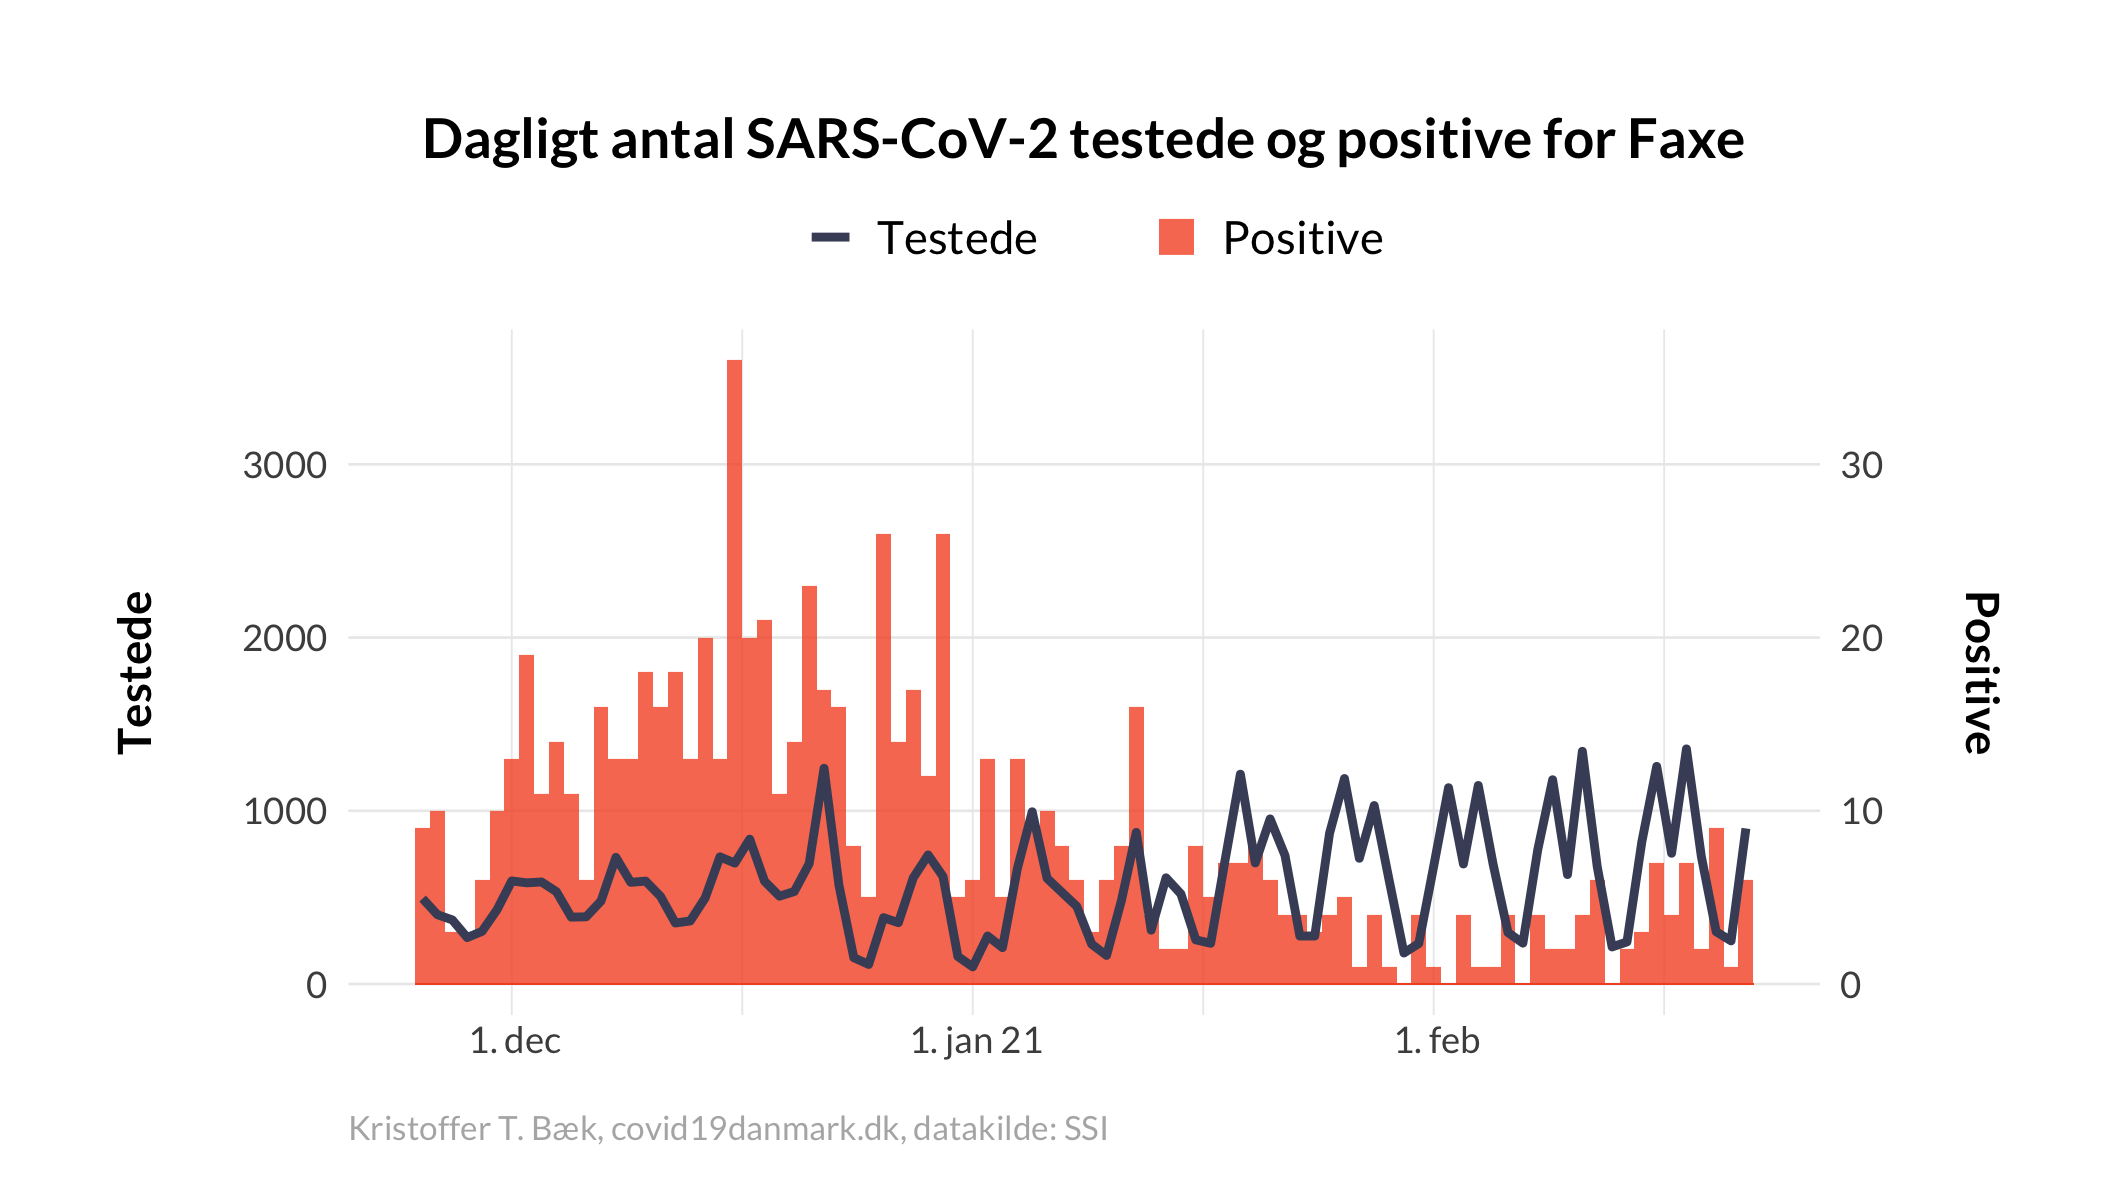 Dagligt antal SARS-CoV-2 testede og positive for Faxe
Testede
Positive
Testede
3000
2000
1000
0
30
20
10
0
Positive
1. dec
1. jan 21
1. feb
Kristoffer T. Bæk, covid19danmark.dk, datakilde: SSI